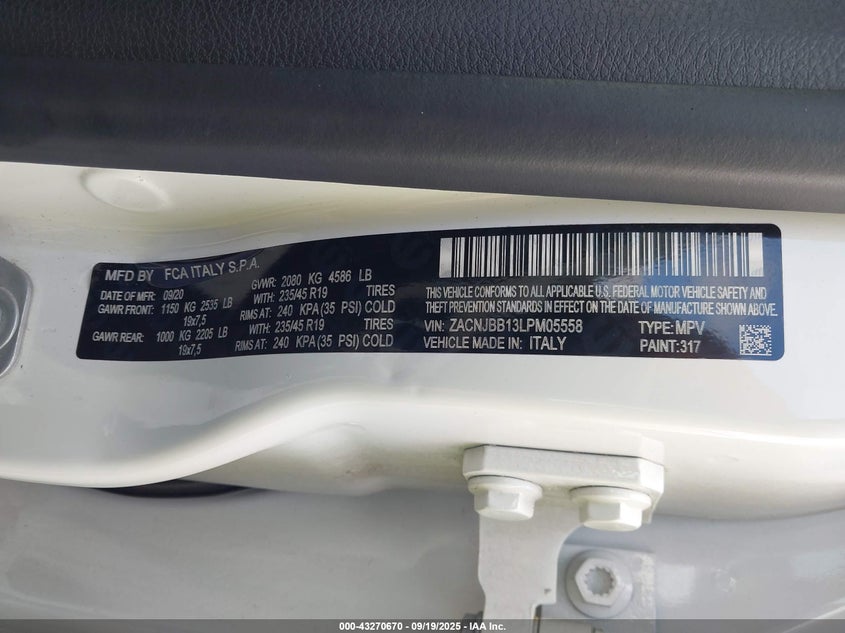 MFD BY FCA ITALY S.P.A.
DATE OF MFR: 09/20 GVWR: 2080 KG 4586 LB
GAWR FRONT: 1150 KG 2535 LB WITH: 235/45 R19 TIRES
19x7,5 RIMS AT: 240 KPA(35 PSI) COLD
GAWR REAR: 1000 KG 2205 LB WITH: 235/45 R19 TIRES
19x7,5 RIMS AT: 240 KPA(35 PSI) COLD
THIS VEHICLE CONFORMS TO ALL APPLICABLE U.S. FEDERAL MOTOR VEHICLE SAFETY AND
THEFT PREVENTION STANDARDS IN EFFECT ON THE DATE OF MANUFACTURE SHOWN ABOVE.
VIN: ZACNJBB13LPM05558 TYPE: MPV
VEHICLE MADE IN: ITALY PAINT:317
000-43270670 - 09/19/2025 - IAA Inc.